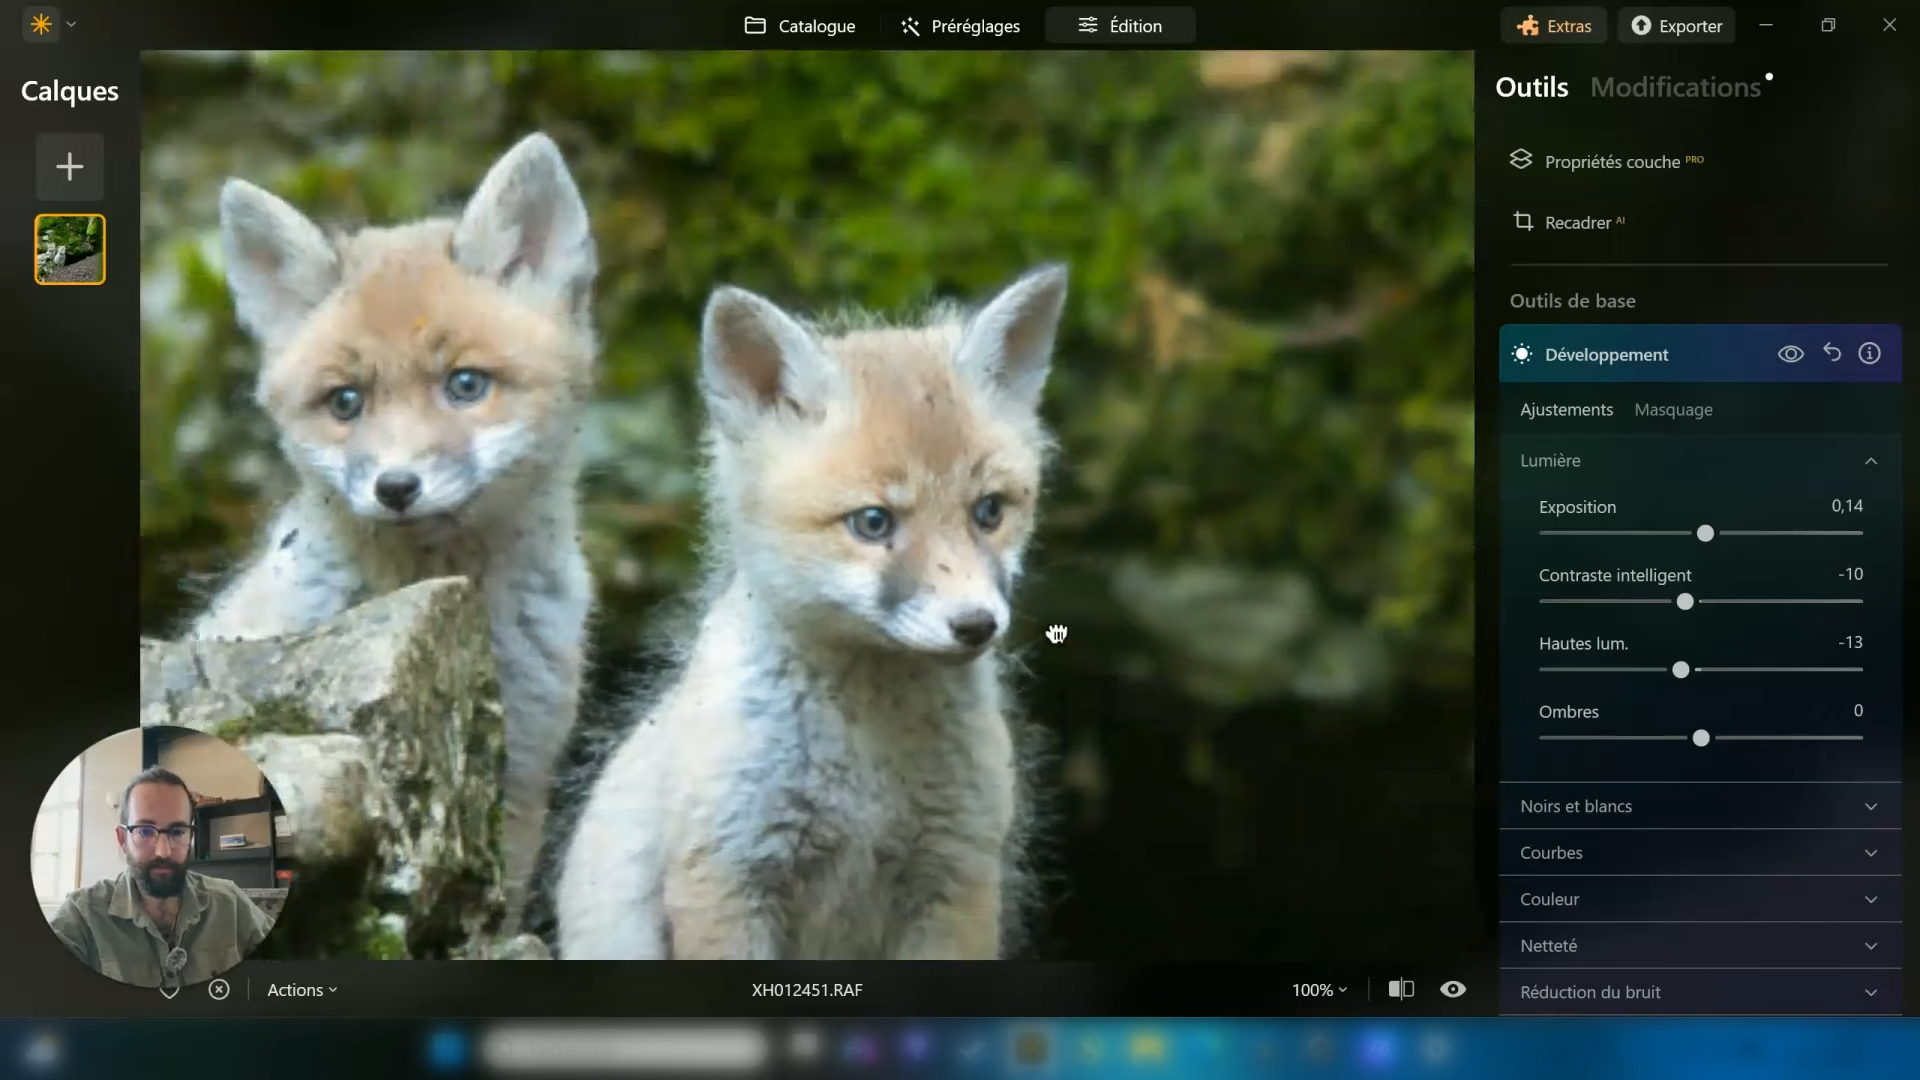 Catalogue
Préréglages
Édition
Extras
Exporter
Calques
Outils Modifications
Propriétés couche PRO
Recadrer AI
Outils de base
Développement
Ajustements Masquage
Lumière
Exposition 0,14
Contraste intelligent -10
Hautes lum. -13
Ombres 0
Noirs et blancs
Courbes
Couleur
Netteté
Réduction du bruit
Actions
XH012451.RAF
100%